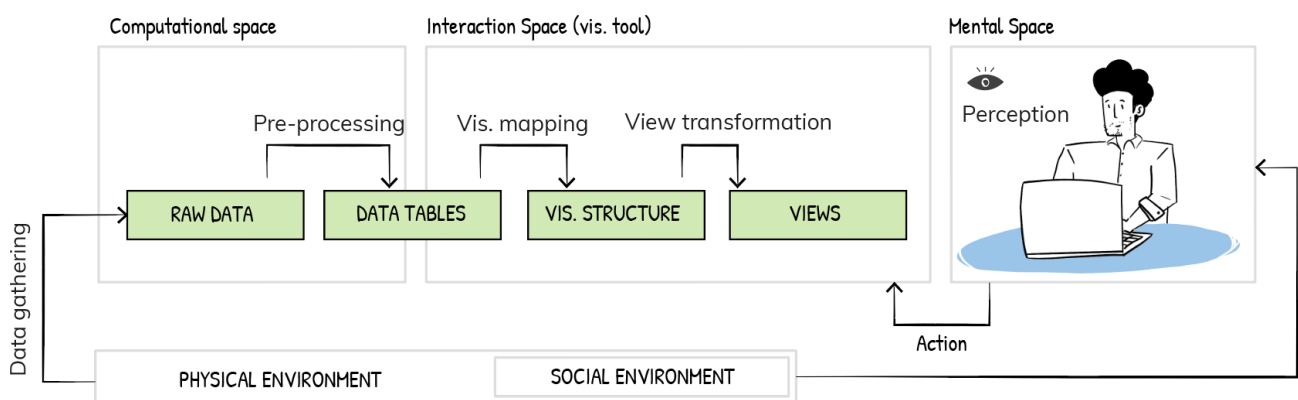 Computational space
Interaction Space (vis. tool)
Mental Space
Perception
Pre-processing
Vis. mapping
View transformation
RAW DATA
DATA TABLES
VIS. STRUCTURE
VIEWS
Data gathering
Action
PHYSICAL ENVIRONMENT
SOCIAL ENVIRONMENT